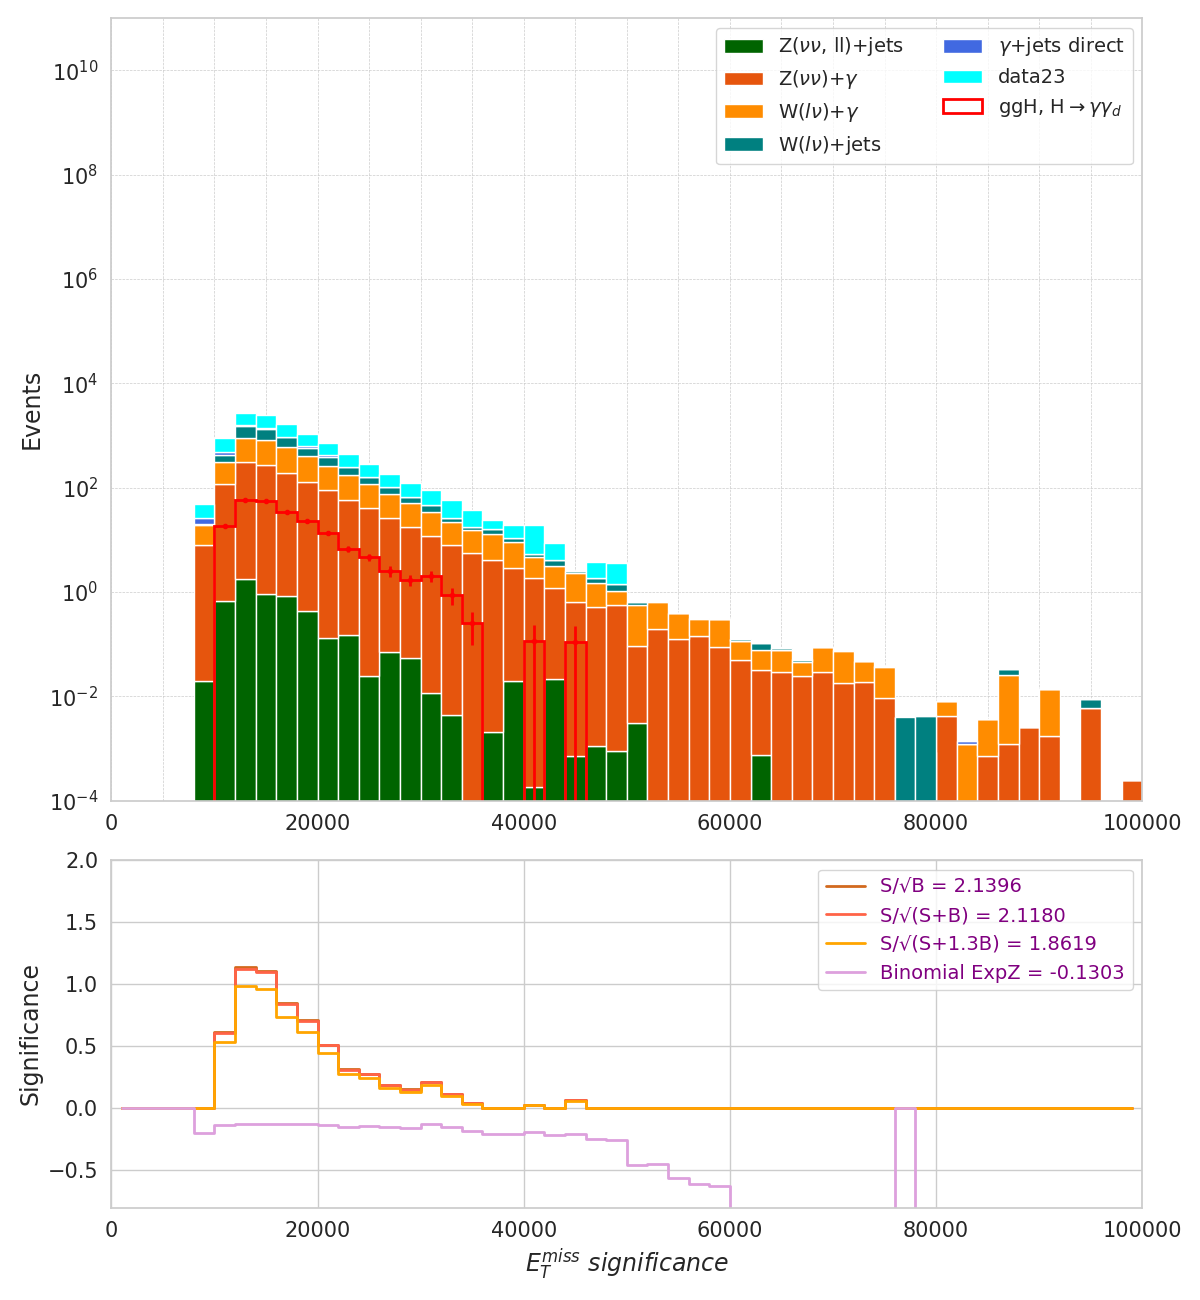 Z(νν, ll)+jets
Z(νν)+γ
W(lν)+γ
W(lν)+jets
γ+jets direct
data23
ggH, H→γγ_d
Events
10^10
10^8
10^6
10^4
10^2
10^0
10^−2
10^−4
0 20000 40000 60000 80000 100000
S/√B = 2.1396
S/√(S+B) = 2.1180
S/√(S+1.3B) = 1.8619
Binomial ExpZ = -0.1303
Significance
2.0
1.5
1.0
0.5
0.0
−0.5
0 20000 40000 60000 80000 100000
E_T^miss significance